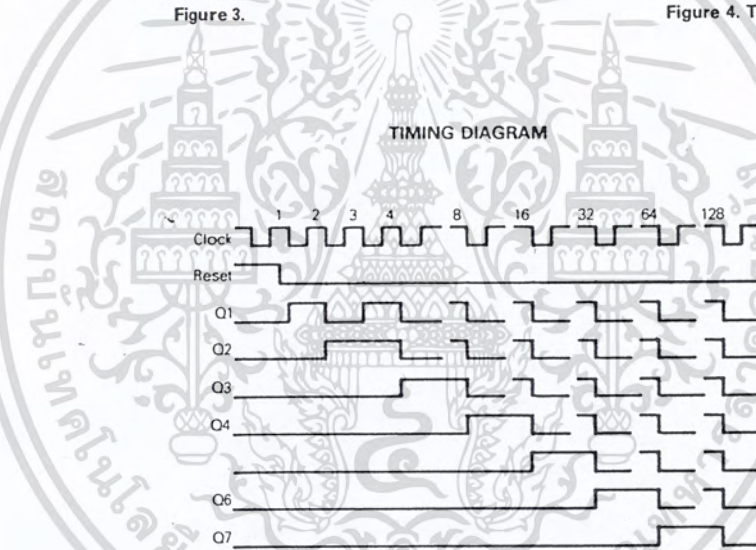 Figure 3.
Figure 4. T
TIMING DIAGRAM
1 2 3 4 8 16 32 64 128
Clock
Reset
Q1
Q2
Q3
Q4
Q6
Q7